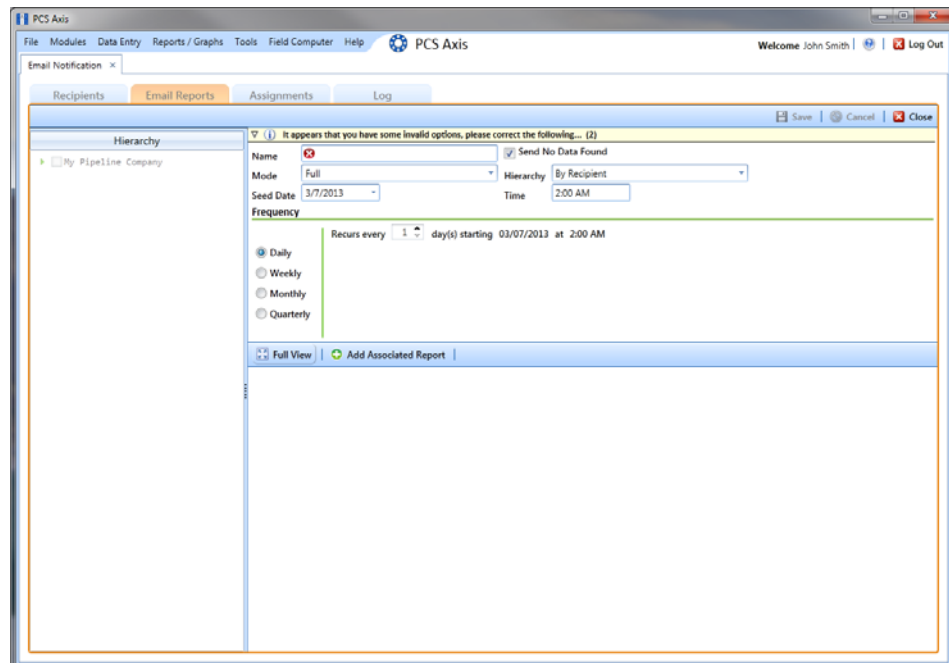 PCS Axis
File Modules Data Entry Reports / Graphs Tools Field Computer Help PCS Axis Welcome John Smith | | Log Out
Email Notification ×
Recipients Email Reports Assignments Log
Save | Cancel | Close
Hierarchy
My Pipeline Company
It appears that you have some invalid options, please correct the following... (2)
Name Send No Data Found
Mode Full Hierarchy By Recipient
Seed Date 3/7/2013 Time 2:00 AM
Frequency
Recurs every 1 day(s) starting 03/07/2013 at 2:00 AM
Daily
Weekly
Monthly
Quarterly
Full View | Add Associated Report |